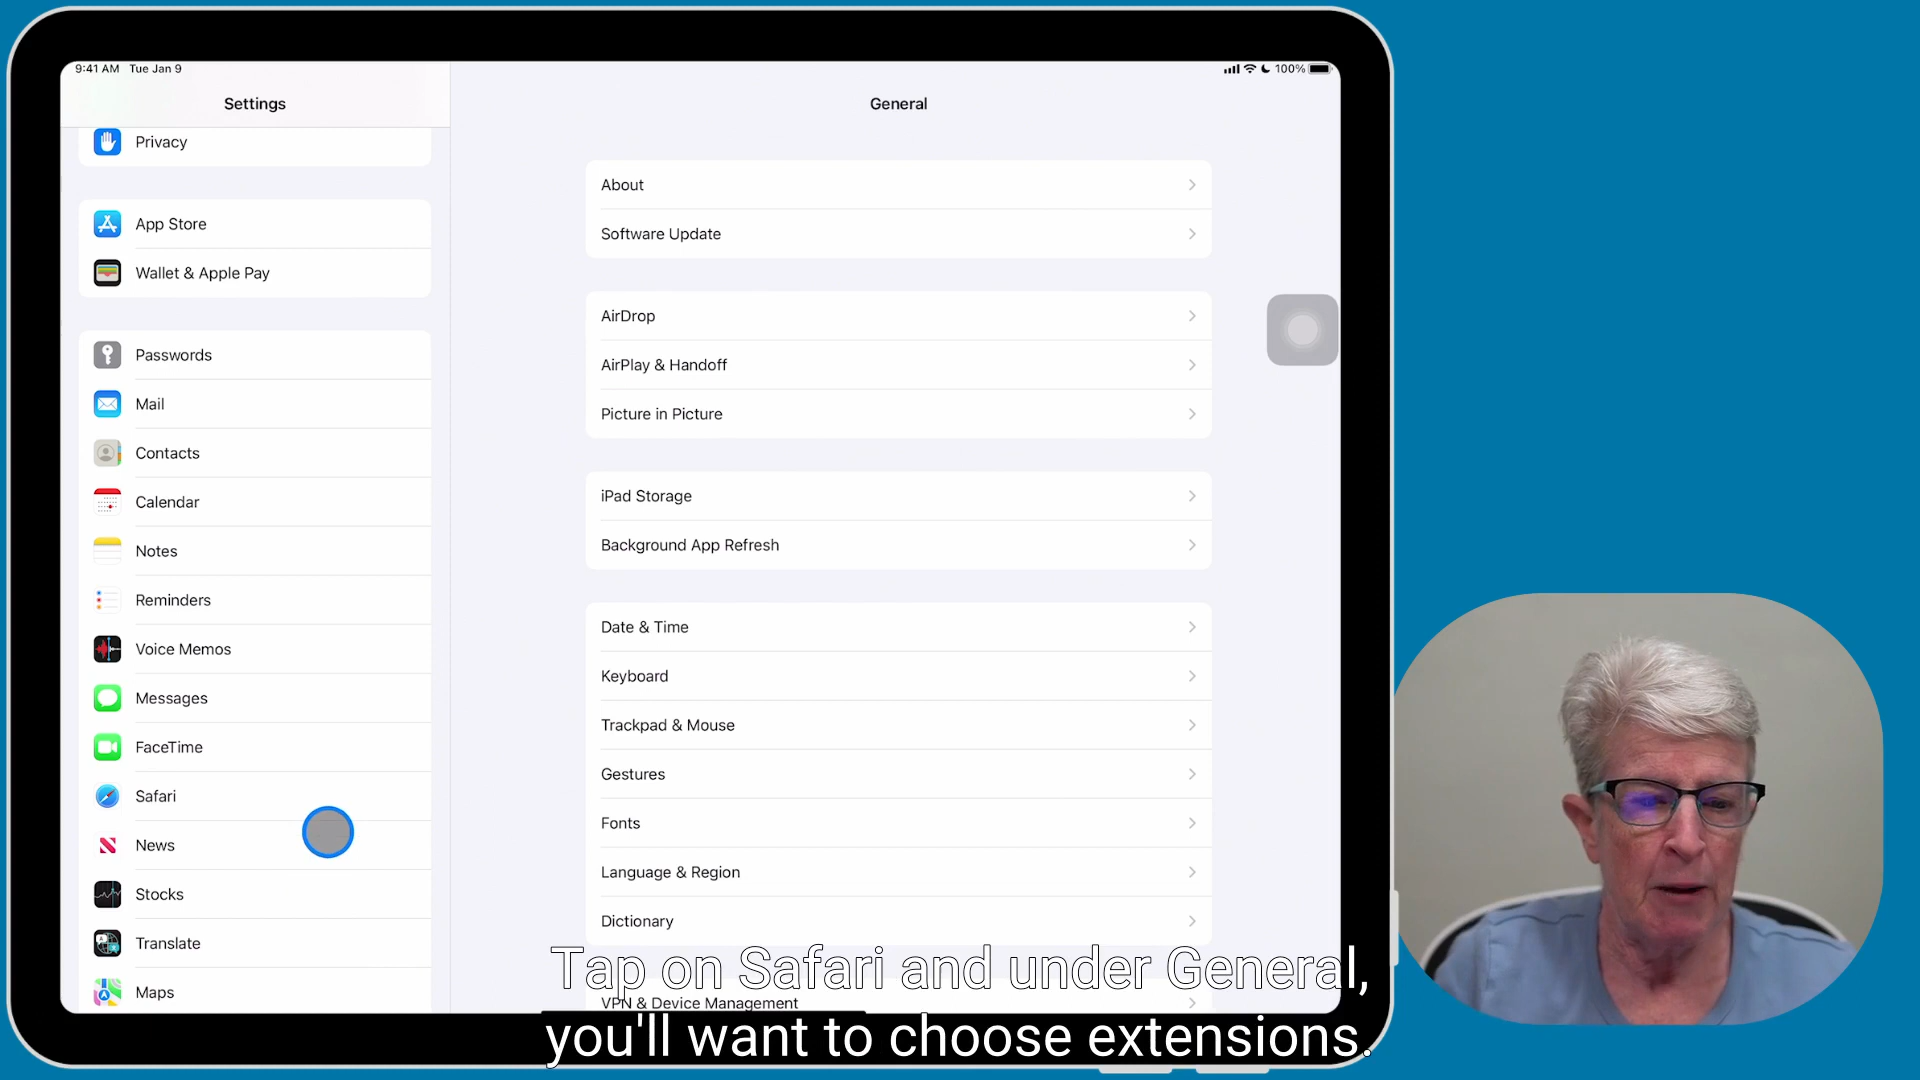 9:41 AM Tue Jan 9
100%
Settings
Privacy
App Store
Wallet & Apple Pay
Passwords
Mail
Contacts
Calendar
Notes
Reminders
Voice Memos
Messages
FaceTime
Safari
News
Stocks
Translate
Maps
General
About
Software Update
AirDrop
AirPlay & Handoff
Picture in Picture
iPad Storage
Background App Refresh
Date & Time
Keyboard
Trackpad & Mouse
Gestures
Fonts
Language & Region
Dictionary
VPN & Device Management
Tap on Safari and under General,
you'll want to choose extensions.